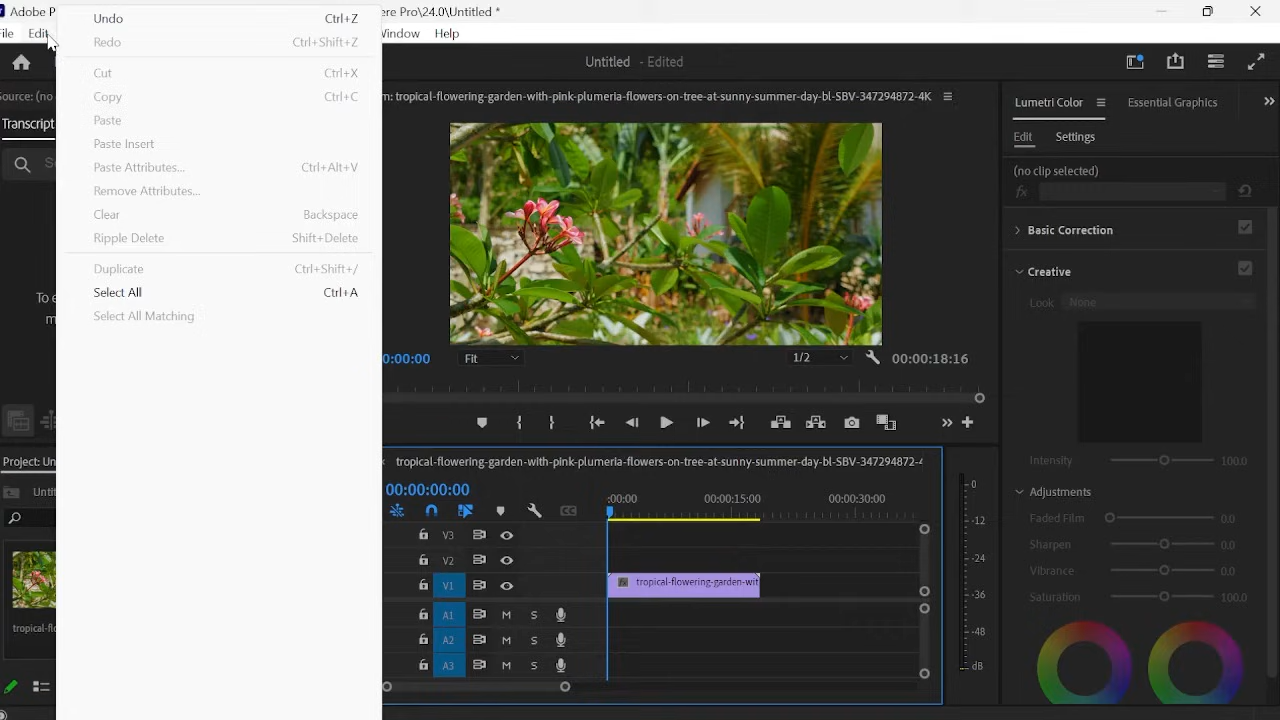 Adobe P
ere Pro\24.0\Untitled *
File
Edit
Window
Help
Undo Ctrl+Z
Redo Ctrl+Shift+Z
Cut Ctrl+X
Copy Ctrl+C
Paste
Paste Insert
Paste Attributes... Ctrl+Alt+V
Remove Attributes... 
Clear Backspace
Ripple Delete Shift+Delete
Duplicate Ctrl+Shift+/
Select All Ctrl+A
Select All Matching
Untitled - Edited
Source: (no
Transcript
m: tropical-flowering-garden-with-pink-plumeria-flowers-on-tree-at-sunny-summer-day-bl-SBV-347294872-4K
0:00:00
Fit
1/2
00:00:18:16
Lumetri Color
Essential Graphics
Edit
Settings
(no clip selected)
fx
Basic Correction
Creative
Look None
Intensity 100.0
Adjustments
Faded Film 0.0
Sharpen 0.0
Vibrance 0.0
Saturation 100.0
To e
m
Project: Un
Untit
tropical-fl
tropical-flowering-garden-with-pink-plumeria-flowers-on-tree-at-sunny-summer-day-bl-SBV-347294872-4
00:00:00:00
:00:00
00:00:15:00
00:00:30:00
V3
V2
V1
fx tropical-flowering-garden-wit
A1 M S
A2 M S
A3 M S
0
-12
-24
-36
-48
dB